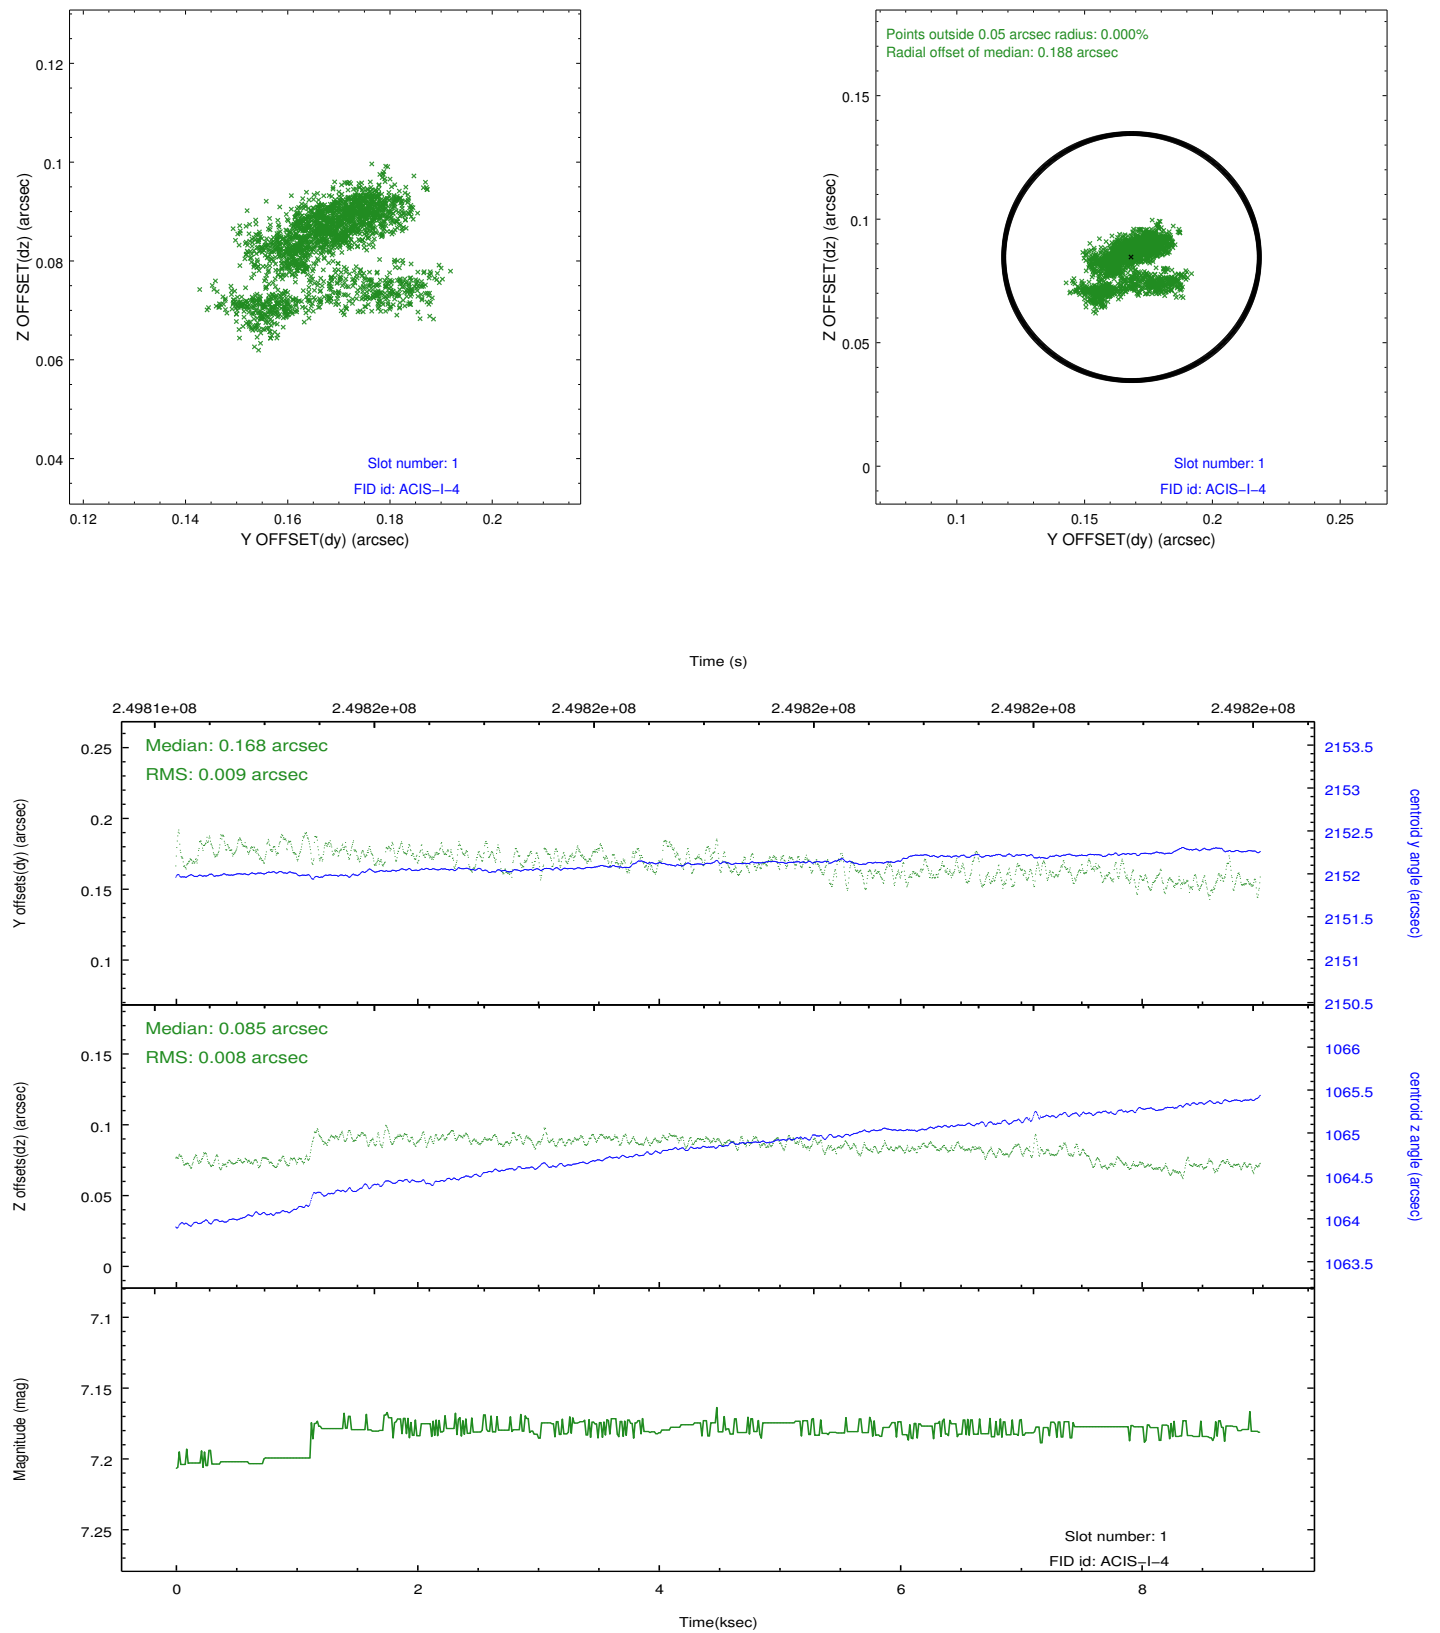 0.12
0.1
0.08
0.06
0.04
Z OFFSET(dz) (arcsec)
Slot number: 1
FID id: ACIS−I−4
0.12 0.14 0.16 0.18 0.2
Y OFFSET(dy) (arcsec)
Points outside 0.05 arcsec radius: 0.000%
Radial offset of median: 0.188 arcsec
0.15
0.1
0.05
0
Z OFFSET(dz) (arcsec)
Slot number: 1
FID id: ACIS−I−4
0.1 0.15 0.2 0.25
Y OFFSET(dy) (arcsec)
Time (s)
2.4981e+08 2.4982e+08 2.4982e+08 2.4982e+08 2.4982e+08 2.4982e+08
Median: 0.168 arcsec
RMS: 0.009 arcsec
0.25
0.2
0.15
0.1
Y offsets(dy) (arcsec)
2153.5
2153
2152.5
2152
2151.5
2151
2150.5
centroid y angle (arcsec)
Median: 0.085 arcsec
RMS: 0.008 arcsec
0.15
0.1
0.05
0
Z offsets(dz) (arcsec)
1066
1065.5
1065
1064.5
1064
1063.5
centroid z angle (arcsec)
7.1
7.15
7.2
7.25
Magnitude (mag)
Slot number: 1
FID id: ACIS−I−4
0 2 4 6 8
Time(ksec)